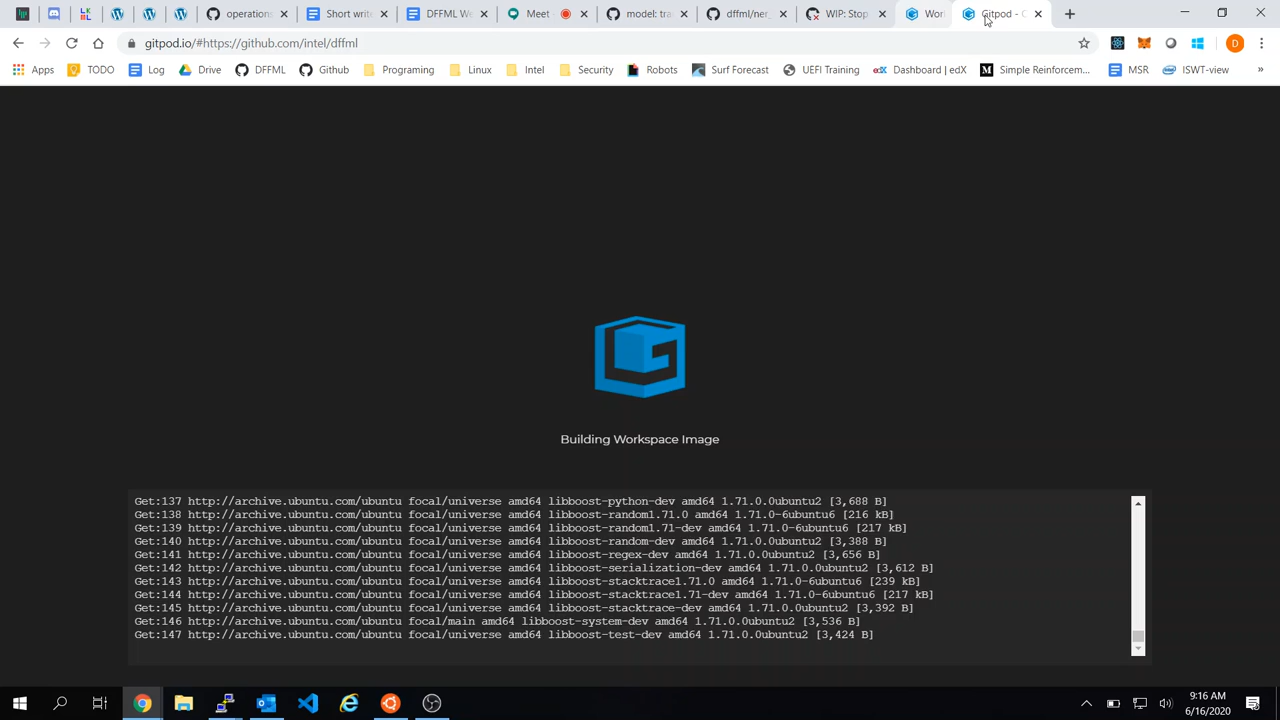 operations
Short write
DFFML We
Meet -
model: tra
dffml/ner_
WIP: Stop
Wor
Gitpod - C
gitpod.io/#https://github.com/intel/dffml
D
Apps
TODO
Log
Drive
DFFML
Github
Programming
Linux
Intel
Security
Robots
Surf Forecast
UEFI Training
edX Dashboard | edX
M Simple Reinforcem...
MSR
ISWT-view
»
Building Workspace Image
Get:137 http://archive.ubuntu.com/ubuntu focal/universe amd64 libboost-python-dev amd64 1.71.0.0ubuntu2 [3,688 B]
Get:138 http://archive.ubuntu.com/ubuntu focal/universe amd64 libboost-random1.71.0 amd64 1.71.0-6ubuntu6 [216 kB]
Get:139 http://archive.ubuntu.com/ubuntu focal/universe amd64 libboost-random1.71-dev amd64 1.71.0-6ubuntu6 [217 kB]
Get:140 http://archive.ubuntu.com/ubuntu focal/universe amd64 libboost-random-dev amd64 1.71.0.0ubuntu2 [3,388 B]
Get:141 http://archive.ubuntu.com/ubuntu focal/universe amd64 libboost-regex-dev amd64 1.71.0.0ubuntu2 [3,656 B]
Get:142 http://archive.ubuntu.com/ubuntu focal/universe amd64 libboost-serialization-dev amd64 1.71.0.0ubuntu2 [3,612 B]
Get:143 http://archive.ubuntu.com/ubuntu focal/universe amd64 libboost-stacktrace1.71.0 amd64 1.71.0-6ubuntu6 [239 kB]
Get:144 http://archive.ubuntu.com/ubuntu focal/universe amd64 libboost-stacktrace1.71-dev amd64 1.71.0-6ubuntu6 [217 kB]
Get:145 http://archive.ubuntu.com/ubuntu focal/universe amd64 libboost-stacktrace-dev amd64 1.71.0.0ubuntu2 [3,392 B]
Get:146 http://archive.ubuntu.com/ubuntu focal/main amd64 libboost-system-dev amd64 1.71.0.0ubuntu2 [3,536 B]
Get:147 http://archive.ubuntu.com/ubuntu focal/universe amd64 libboost-test-dev amd64 1.71.0.0ubuntu2 [3,424 B]
9:16 AM
6/16/2020